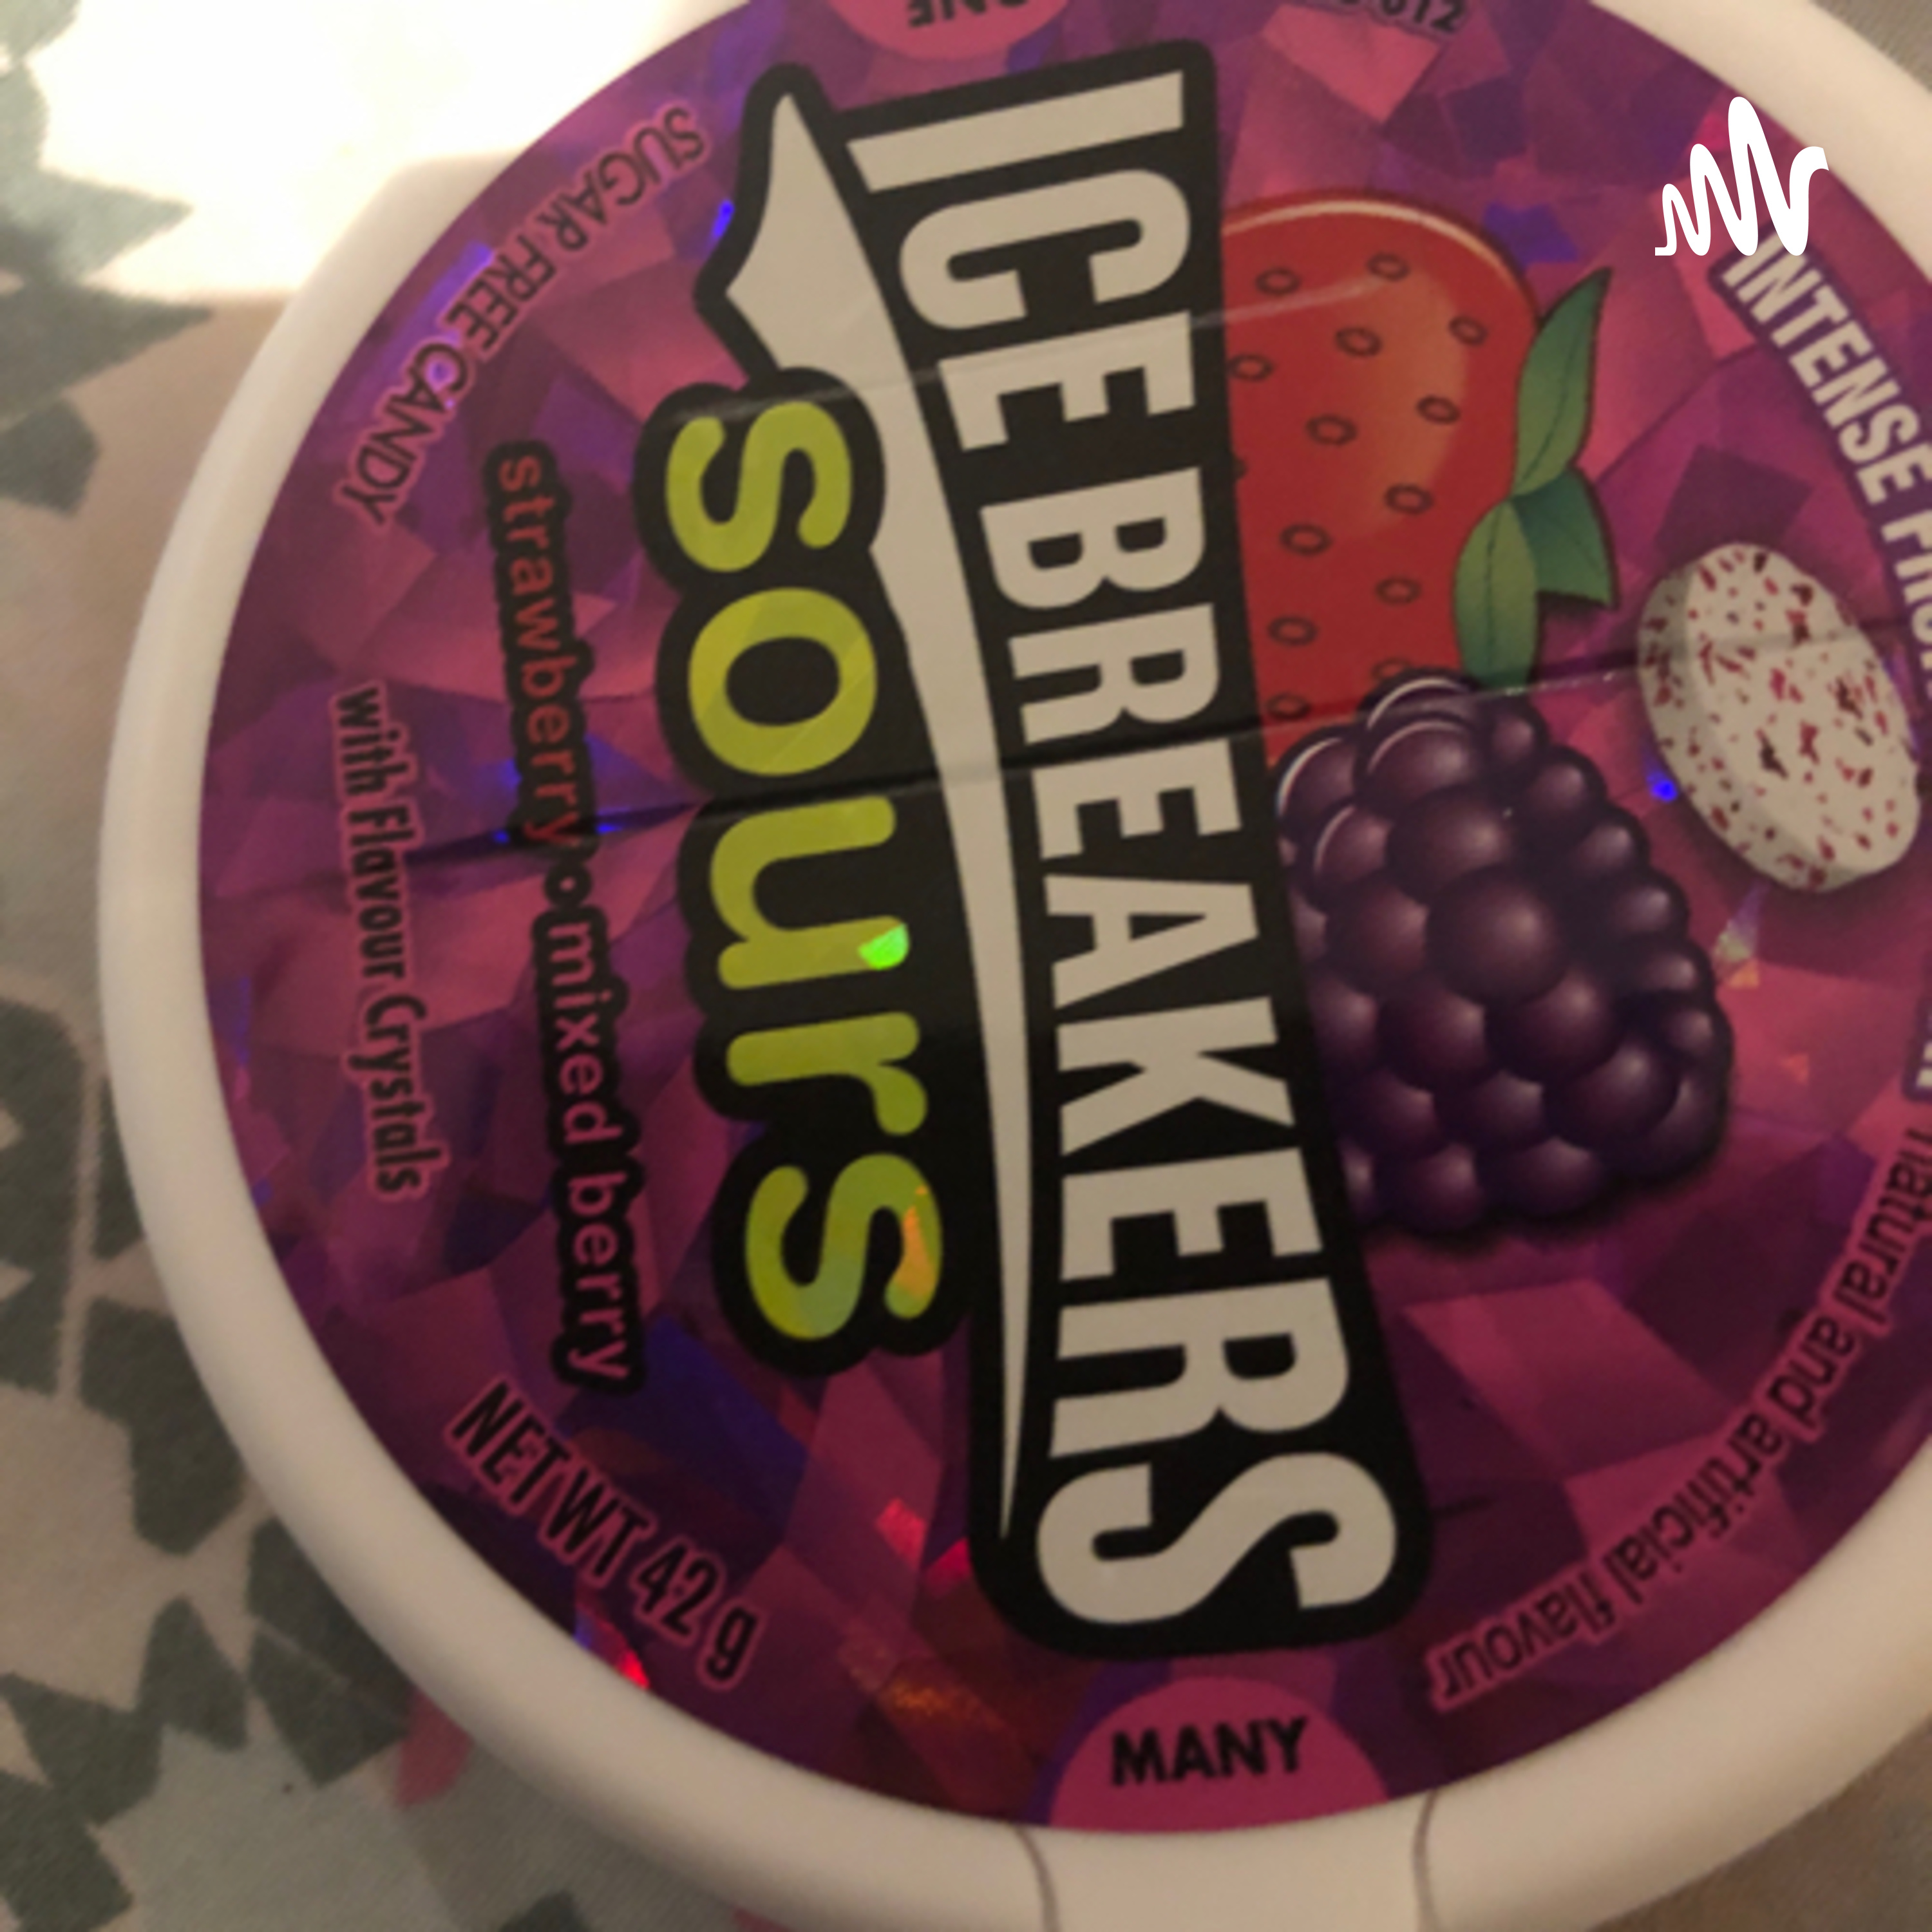 ICE BREAKERS
sours
strawberry • mixed berry
with Flavour Crystals
SUGAR FREE CANDY
NET WT 42 g
MANY
INTENSE
natural and artificial flavour